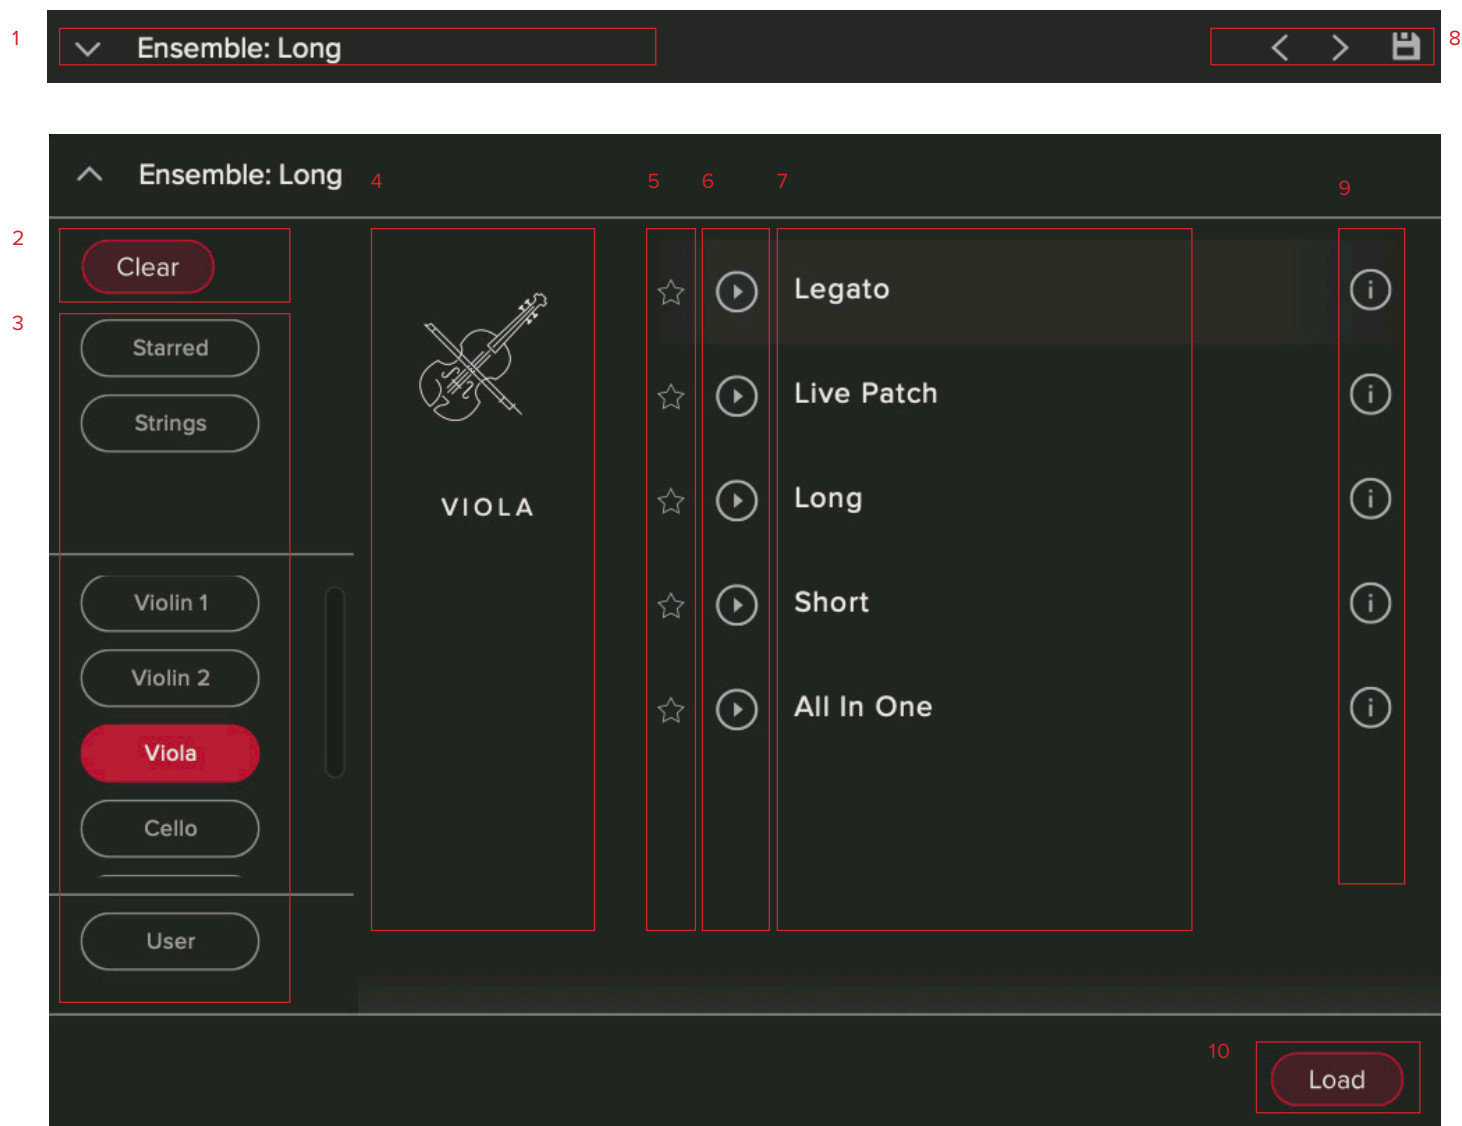 1
Ensemble: Long
8
Ensemble: Long
4
5
6
7
9
2
Clear
3
Starred
Strings
Violin 1
Violin 2
Viola
Cello
User
VIOLA
Legato
i
Live Patch
i
Long
i
Short
i
All In One
i
10
Load